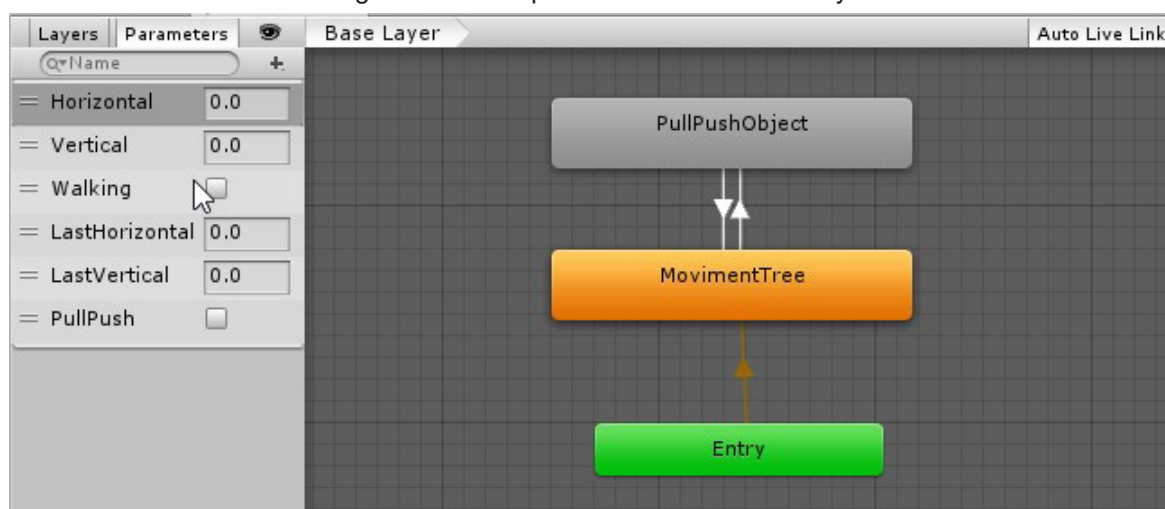 Layers Parameters Base Layer Auto Live Link
Name
Horizontal 0.0
Vertical 0.0
Walking
LastHorizontal 0.0
LastVertical 0.0
PullPush
PullPushObject
MovimentTree
Entry